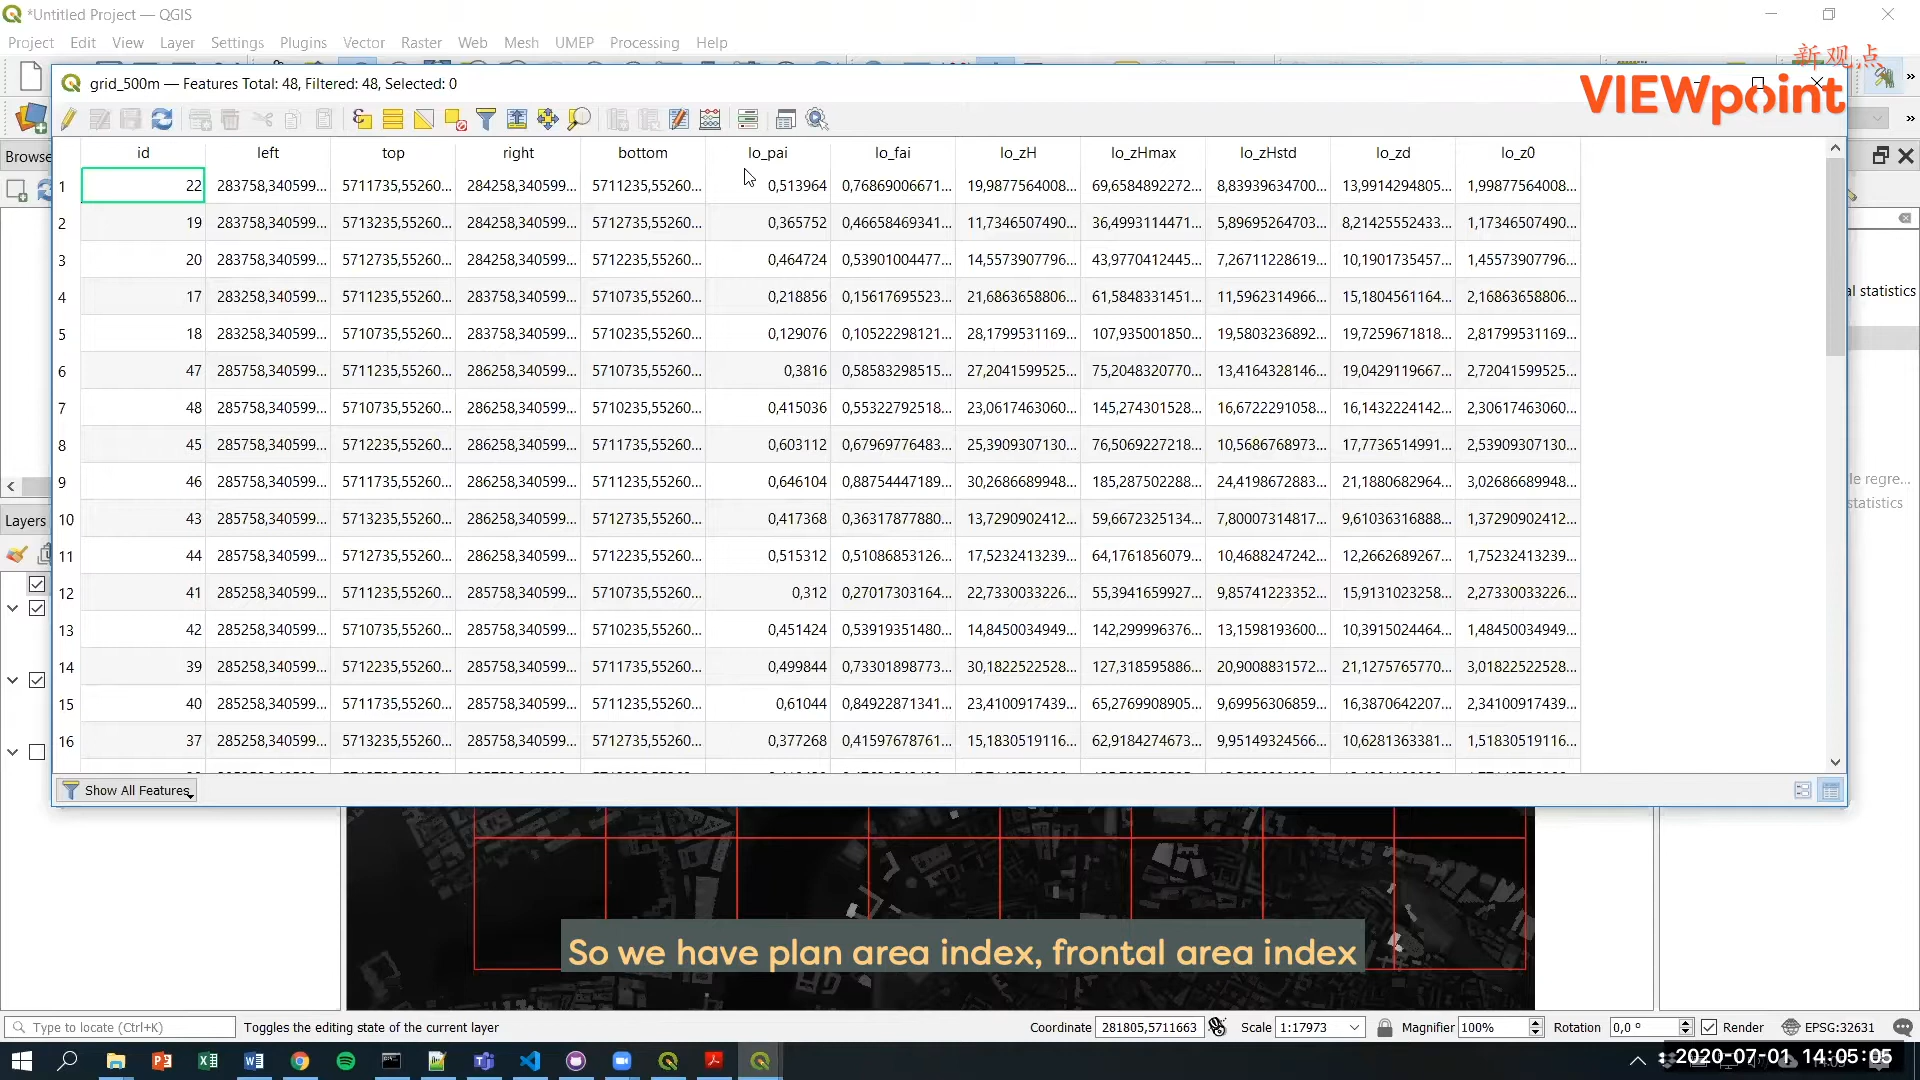 *Untitled Project — QGIS
Project Edit View Layer Settings Plugins Vector Raster Web Mesh UMEP Processing Help
新观点
VIEWpoint
grid_500m — Features Total: 48, Filtered: 48, Selected: 0
Browse
id left top right bottom lo_pai lo_fai lo_zH lo_zHmax lo_zHstd lo_zd lo_z0
1 22 283758,340599... 5711735,55260... 284258,340599... 5711235,55260... 0,513964 0,76869006671... 19,9877564008... 69,6584892272... 8,83939634700... 13,9914294805... 1,99877564008...
2 19 283758,340599... 5713235,55260... 284258,340599... 5712735,55260... 0,365752 0,46658469341... 11,7346507490... 36,4993114471... 5,89695264703... 8,21425552433... 1,17346507490...
3 20 283758,340599... 5712735,55260... 284258,340599... 5712235,55260... 0,464724 0,53901004477... 14,5573907796... 43,9770412445... 7,26711228619... 10,1901735457... 1,45573907796...
4 17 283258,340599... 5711235,55260... 283758,340599... 5710735,55260... 0,218856 0,15617695523... 21,6863658806... 61,5848331451... 11,5962314966... 15,1804561164... 2,16863658806...
5 18 283258,340599... 5710735,55260... 283758,340599... 5710235,55260... 0,129076 0,10522298121... 28,1799531169... 107,935001850... 19,5803236892... 19,7259671818... 2,81799531169...
6 47 285758,340599... 5711235,55260... 286258,340599... 5710735,55260... 0,3816 0,58583298515... 27,2041599525... 75,2048320770... 13,4164328146... 19,0429119667... 2,72041599525...
7 48 285758,340599... 5710735,55260... 286258,340599... 5710235,55260... 0,415036 0,55322792518... 23,0617463060... 145,274301528... 16,6722291058... 16,1432224142... 2,30617463060...
8 45 285758,340599... 5712235,55260... 286258,340599... 5711735,55260... 0,603112 0,67969776483... 25,3909307130... 76,5069227218... 10,5686768973... 17,7736514991... 2,53909307130...
9 46 285758,340599... 5711735,55260... 286258,340599... 5711235,55260... 0,646104 0,88754447189... 30,2686689948... 185,287502288... 24,4198672883... 21,1880682964... 3,02686689948...
10 43 285758,340599... 5713235,55260... 286258,340599... 5712735,55260... 0,417368 0,36317877880... 13,7290902412... 59,6672325134... 7,80007314817... 9,61036316888... 1,37290902412...
11 44 285758,340599... 5712735,55260... 286258,340599... 5712235,55260... 0,515312 0,51086853126... 17,5232413239... 64,1761856079... 10,4688247242... 12,2662689267... 1,75232413239...
12 41 285258,340599... 5711235,55260... 285758,340599... 5710735,55260... 0,312 0,27017303164... 22,7330033226... 55,3941659927... 9,85741223352... 15,9131023258... 2,27330033226...
13 42 285258,340599... 5710735,55260... 285758,340599... 5710235,55260... 0,451424 0,53919351480... 14,8450034949... 142,299996376... 13,1598193600... 10,3915024464... 1,48450034949...
14 39 285258,340599... 5712235,55260... 285758,340599... 5711735,55260... 0,499844 0,73301898773... 30,1822522528... 127,318595886... 20,9008831572... 21,1275765770... 3,01822522528...
15 40 285258,340599... 5711735,55260... 285758,340599... 5711235,55260... 0,61044 0,84922871341... 23,4100917439... 65,2769908905... 9,69956306859... 16,3870642207... 2,34100917439...
16 37 285258,340599... 5713235,55260... 285758,340599... 5712735,55260... 0,377268 0,41597678761... 15,1830519116... 62,9184274673... 9,95149324566... 10,6281363381... 1,51830519116...
al statistics
le regre...
statistics
Layers
Show All Features
So we have plan area index, frontal area index
Type to locate (Ctrl+K) Toggles the editing state of the current layer Coordinate 281805,5711663 Scale 1:17973 Magnifier 100% Rotation 0,0 ° Render EPSG:32631
2020-07-01 14:05:05